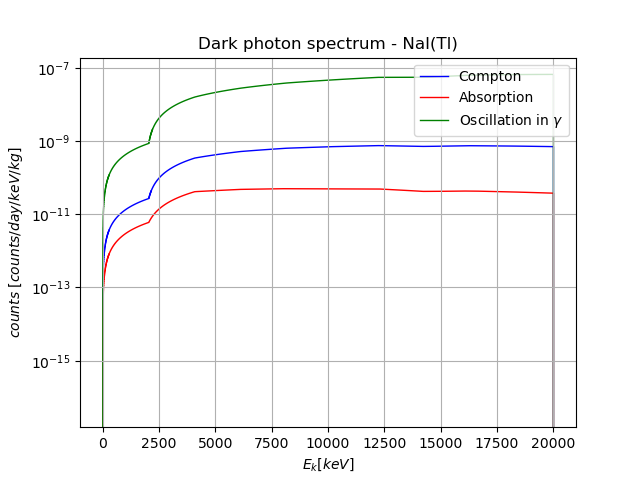 Dark photon spectrum - NaI(Tl)
10⁻⁷
10⁻⁹
10⁻¹¹
10⁻¹³
10⁻¹⁵
counts [counts/day/keV/kg]
Compton
Absorption
Oscillation in γ
0 2500 5000 7500 10000 12500 15000 17500 20000
Eₖ[keV]